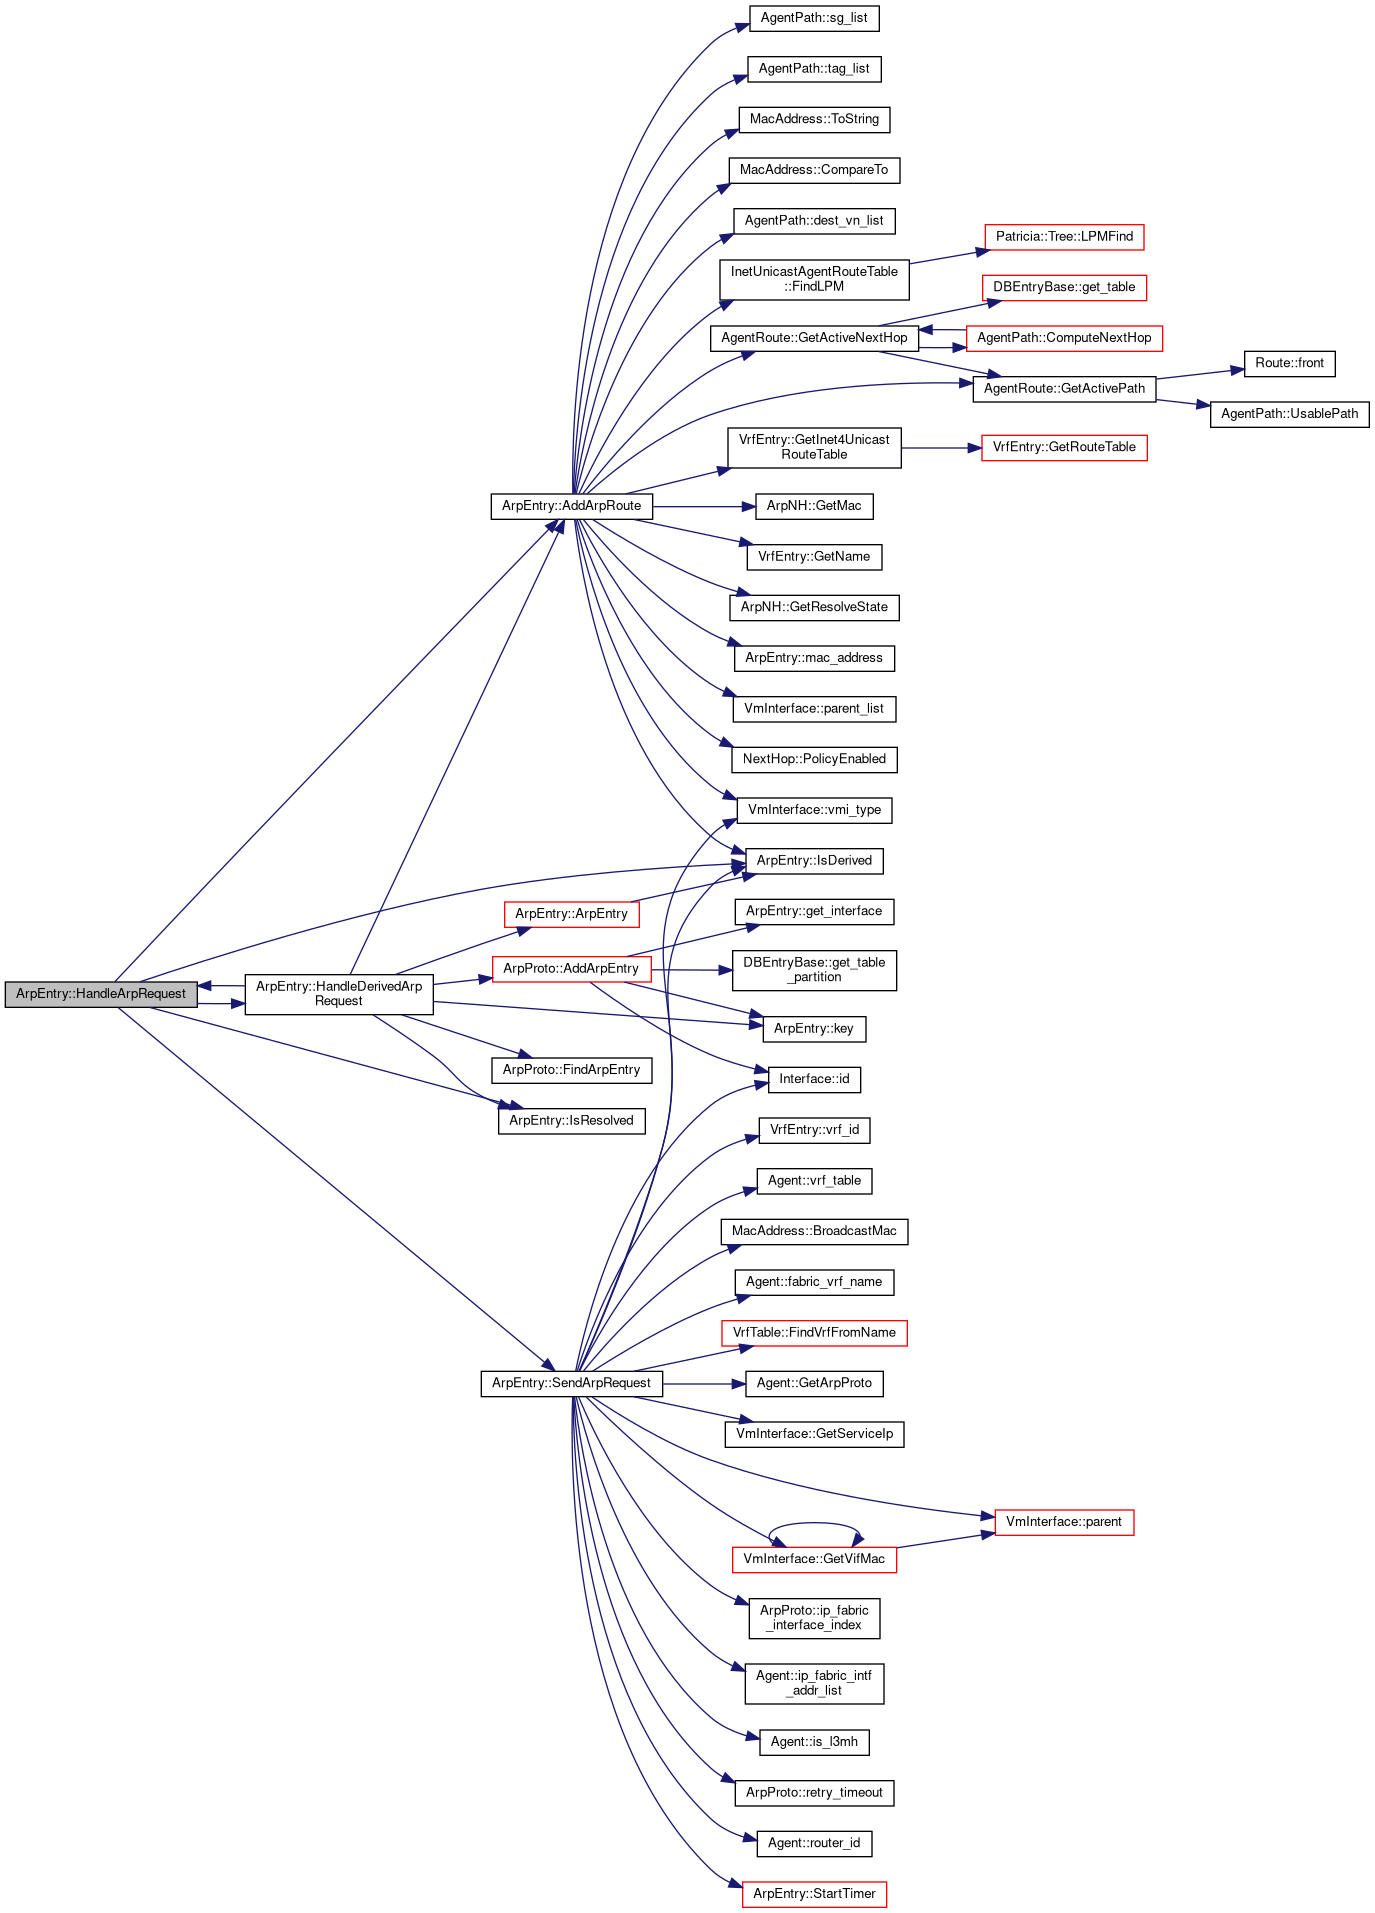 AgentPath::sg_list
AgentPath::tag_list
MacAddress::ToString
MacAddress::CompareTo
AgentPath::dest_vn_list
Patricia::Tree::LPMFind
InetUnicastAgentRouteTable
::FindLPM
DBEntryBase::get_table
AgentRoute::GetActiveNextHop
AgentPath::ComputeNextHop
Route::front
AgentRoute::GetActivePath
AgentPath::UsablePath
VrfEntry::GetInet4Unicast
RouteTable
VrfEntry::GetRouteTable
ArpEntry::AddArpRoute
ArpNH::GetMac
VrfEntry::GetName
ArpNH::GetResolveState
ArpEntry::mac_address
VmInterface::parent_list
NextHop::PolicyEnabled
VmInterface::vmi_type
ArpEntry::IsDerived
ArpEntry::ArpEntry
ArpEntry::get_interface
ArpProto::AddArpEntry
DBEntryBase::get_table
_partition
ArpEntry::HandleArpRequest
ArpEntry::HandleDerivedArp
Request
ArpEntry::key
ArpProto::FindArpEntry
Interface::id
ArpEntry::IsResolved
VrfEntry::vrf_id
Agent::vrf_table
MacAddress::BroadcastMac
Agent::fabric_vrf_name
VrfTable::FindVrfFromName
ArpEntry::SendArpRequest
Agent::GetArpProto
VmInterface::GetServiceIp
VmInterface::parent
VmInterface::GetVifMac
ArpProto::ip_fabric
_interface_index
Agent::ip_fabric_intf
_addr_list
Agent::is_l3mh
ArpProto::retry_timeout
Agent::router_id
ArpEntry::StartTimer